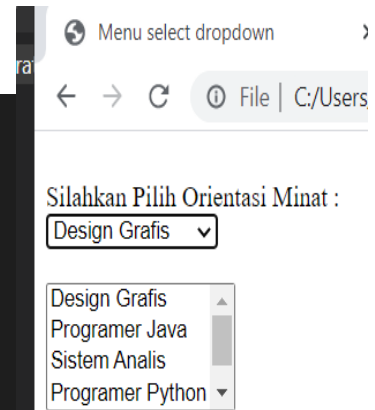 Menu select dropdown
File | C:/Users
Silahkan Pilih Orientasi Minat :
Design Grafis
Design Grafis
Programer Java
Sistem Analis
Programer Python